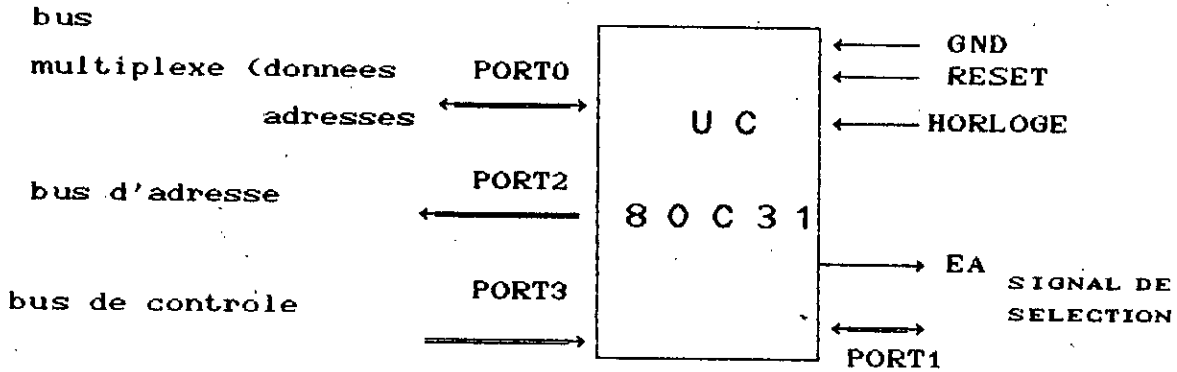 bus
multiplexe (donnees
adresses
PORT0
bus d'adresse
PORT2
bus de contrôle
PORT3
U C
8 0 C 3 1
GND
RESET
HORLOGE
EA
SIGNAL DE
SELECTION
PORT1